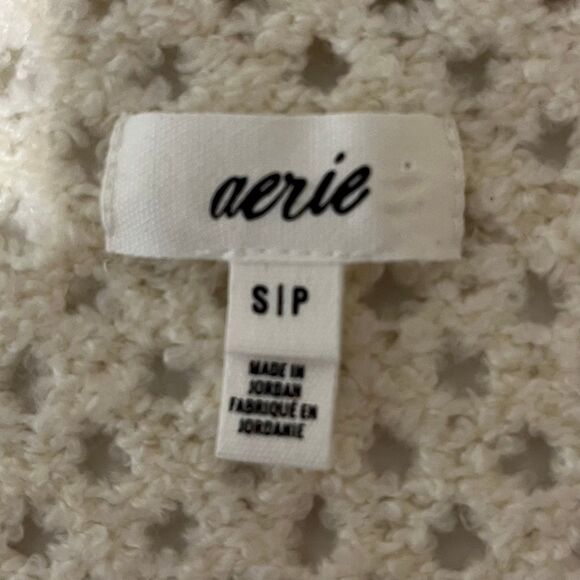 aerie
S|P
MADE IN
JORDAN
FABRIQUÉ EN
JORDANIE